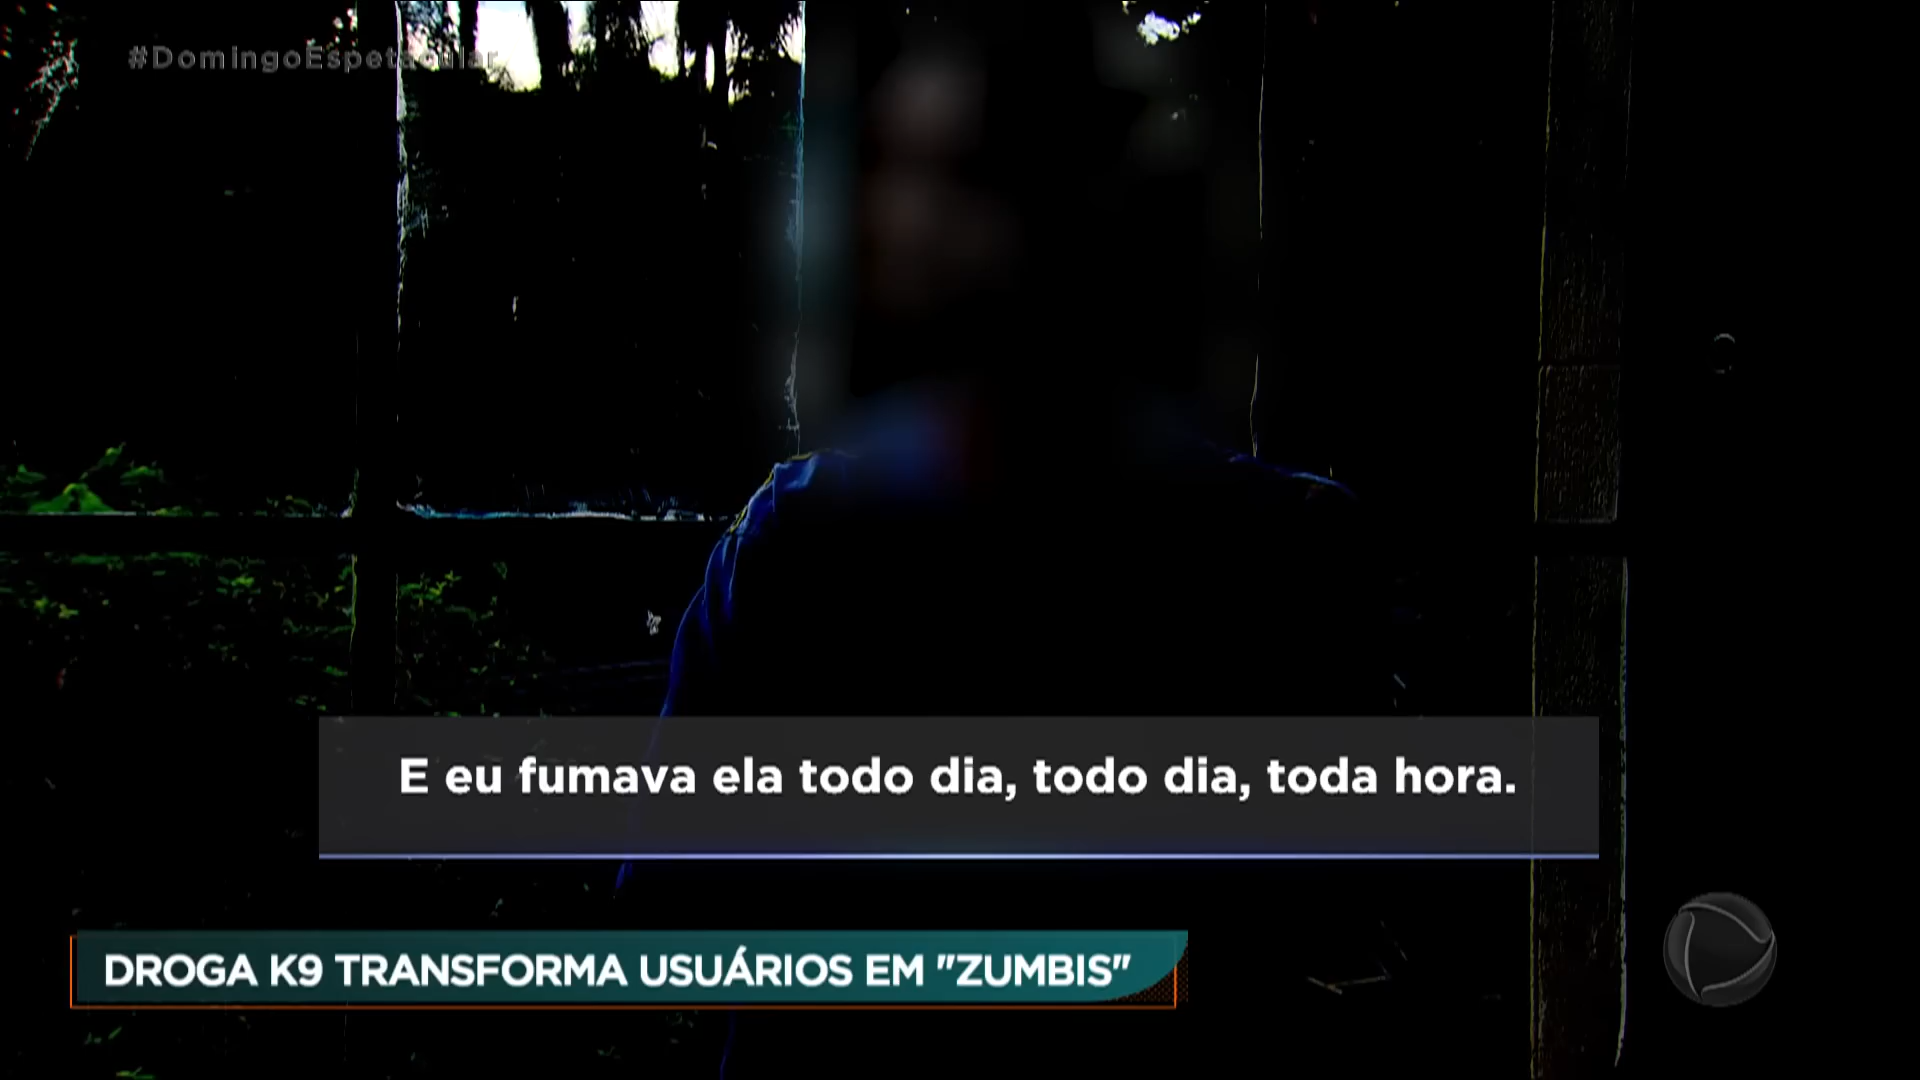 #DomingoEspetacular
E eu fumava ela todo dia, todo dia, toda hora.
DROGA K9 TRANSFORMA USUÁRIOS EM "ZUMBIS"